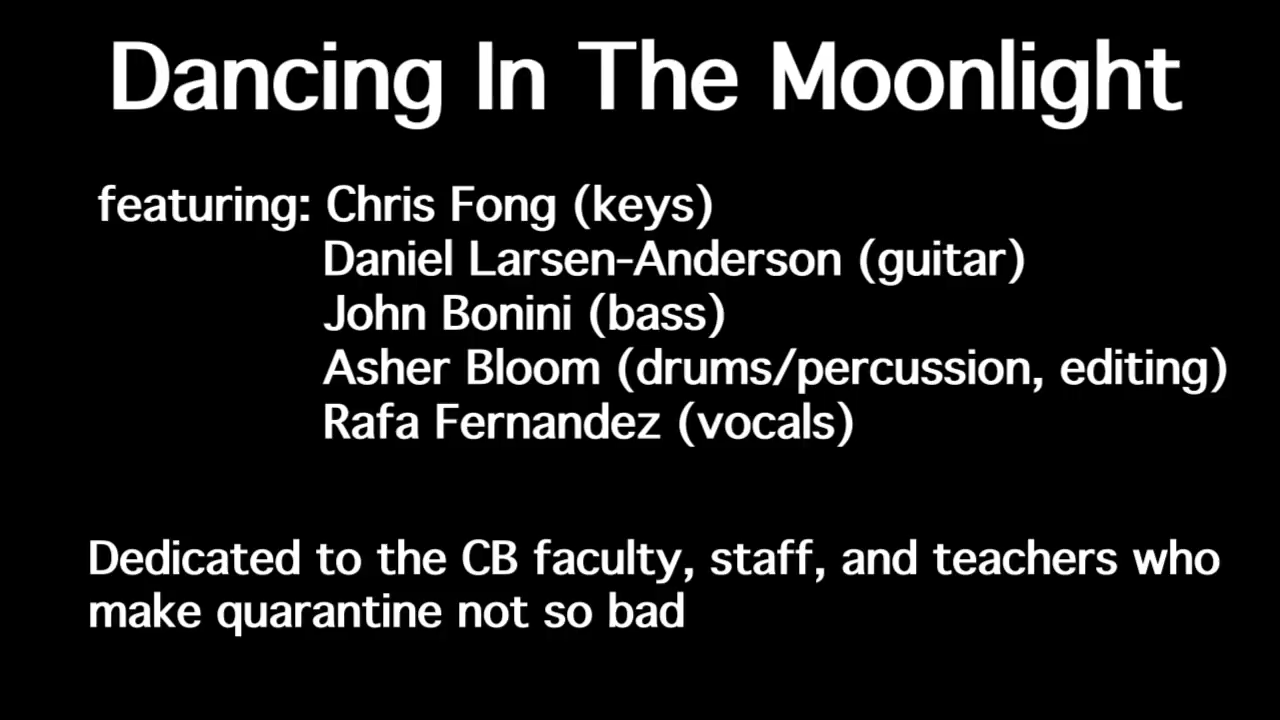 Dancing In The Moonlight
featuring: Chris Fong (keys)
Daniel Larsen-Anderson (guitar)
John Bonini (bass)
Asher Bloom (drums/percussion, editing)
Rafa Fernandez (vocals)
Dedicated to the CB faculty, staff, and teachers who
make quarantine not so bad